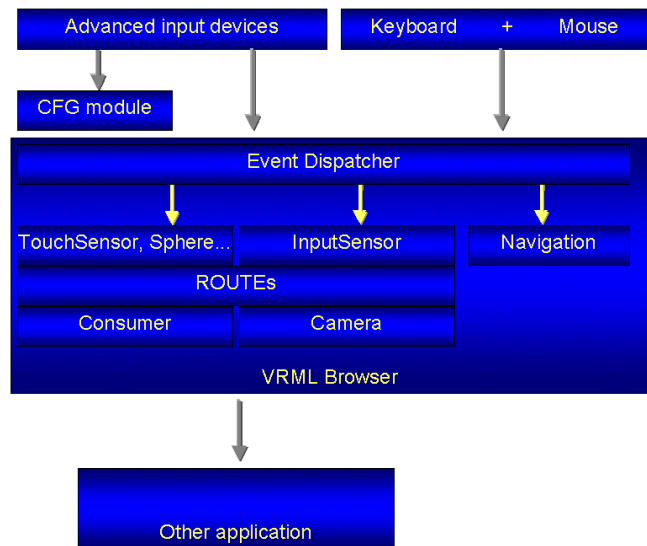 Advanced input devices
Keyboard + Mouse
CFG module
Event Dispatcher
TouchSensor, Sphere...
InputSensor
Navigation
ROUTEs
Consumer
Camera
VRML Browser
Other application